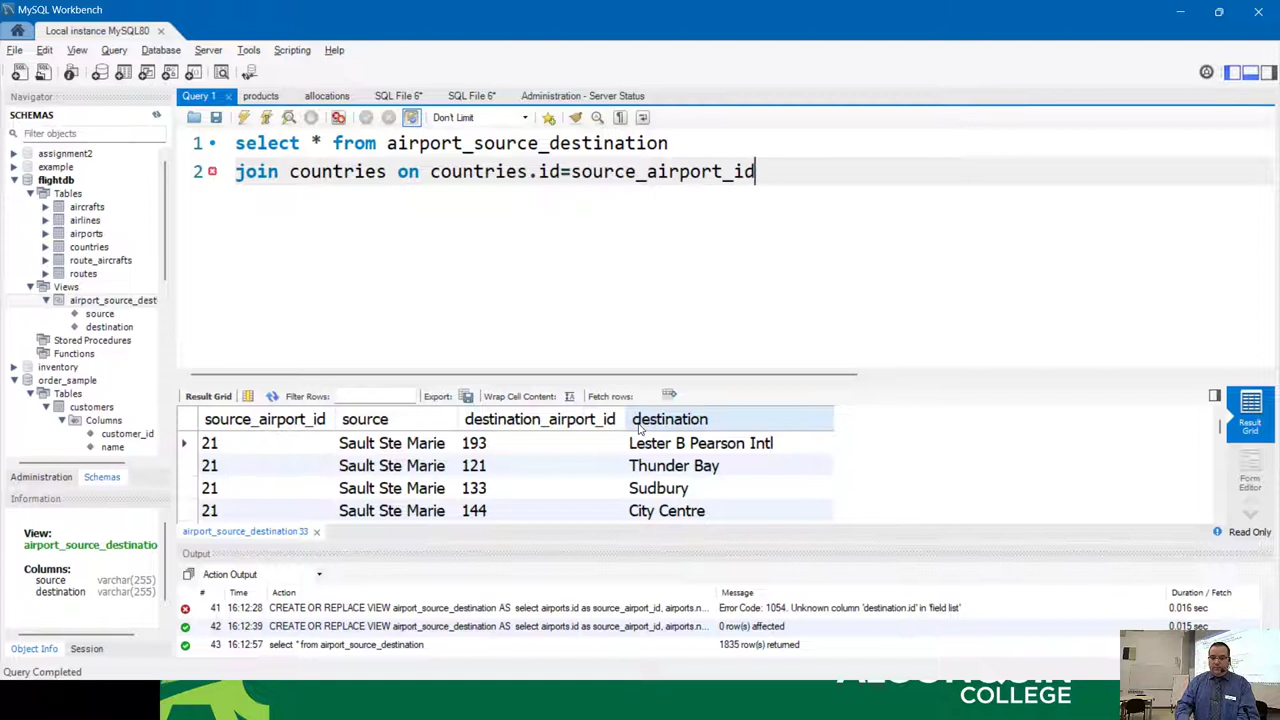 MySQL Workbench
Local instance MySQL80
File Edit View Query Database Server Tools Scripting Help
Navigator
SCHEMAS
Filter objects
assignment2
example
flightdb
Tables
aircrafts
airlines
airports
countries
route_aircrafts
routes
Views
airport_source_dest
source
destination
Stored Procedures
Functions
inventory
order_sample
Tables
customers
Columns
customer_id
name
Administration Schemas
Information
View:
airport_source_destinatio
Columns:
source varchar(255)
destination varchar(255)
Object Info Session
Query Completed
Query 1 products allocations SQL File 6* SQL File 6* Administration - Server Status
Don't Limit
1 select * from airport_source_destination
2 join countries on countries.id=source_airport_id
Result Grid Filter Rows: Export: Wrap Cell Content: Fetch rows:
source_airport_id source destination_airport_id destination
21 Sault Ste Marie 193 Lester B Pearson Intl
21 Sault Ste Marie 121 Thunder Bay
21 Sault Ste Marie 133 Sudbury
21 Sault Ste Marie 144 City Centre
Result Grid
Form Editor
airport_source_destination 33
Read Only
Output
Action Output
# Time Action Message Duration / Fetch
41 16:12:28 CREATE OR REPLACE VIEW airport_source_destination AS select airports.id as source_airport_id, airports.n... Error Code: 1054. Unknown column 'destination.id' in 'field list' 0.016 sec
42 16:12:39 CREATE OR REPLACE VIEW airport_source_destination AS select airports.id as source_airport_id, airports.n... 0 row(s) affected 0.015 sec
43 16:12:57 select * from airport_source_destination 1835 row(s) returned
COLLEGE